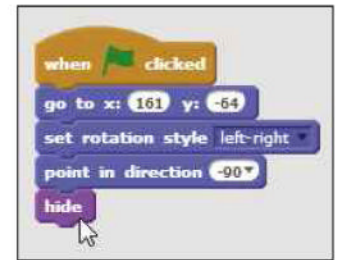 when clicked
go to x: 161 y: -64
set rotation style left-right
point in direction -90
hide